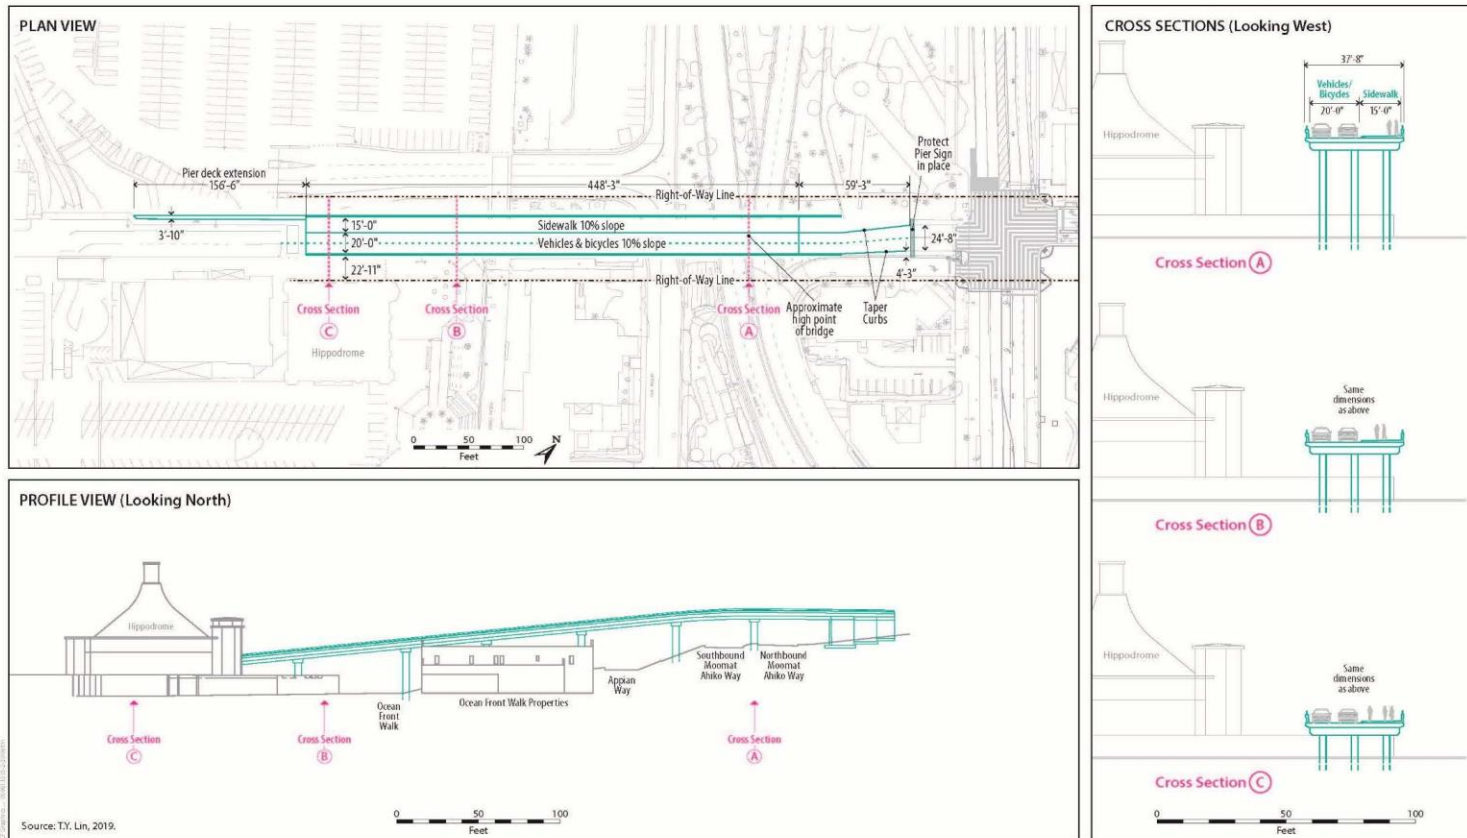 PLAN VIEW
Pier deck extension
156'-6"
448'-3"
59'-3"
Protect
Pier Sign
in place
Right-of-Way Line
3'-10"
15'-0"
Sidewalk 10% slope
20'-0"
Vehicles & bicycles 10% slope
24'-8"
22'-11"
4'-3"
Right-of-Way Line
Cross Section
C
Cross Section
B
Cross Section
A
Approximate
high point
of bridge
Taper
Curbs
Hippodrome
0 50 100
Feet
N
PROFILE VIEW (Looking North)
Hippodrome
Ocean
Front
Walk
Ocean Front Walk Properties
Appian
Way
Southbound
Moomat
Ahiko Way
Northbound
Moomat
Ahiko Way
Cross Section
C
Cross Section
B
Cross Section
A
0 50 100
Feet
Source: T.Y. Lin, 2019.
CROSS SECTIONS (Looking West)
37'-8"
Vehicles/
Bicycles
Sidewalk
20'-0"
15'-0"
Hippodrome
Cross Section A
Same
dimensions
as above
Hippodrome
Cross Section B
Same
dimensions
as above
Hippodrome
Cross Section C
0 50 100
Feet